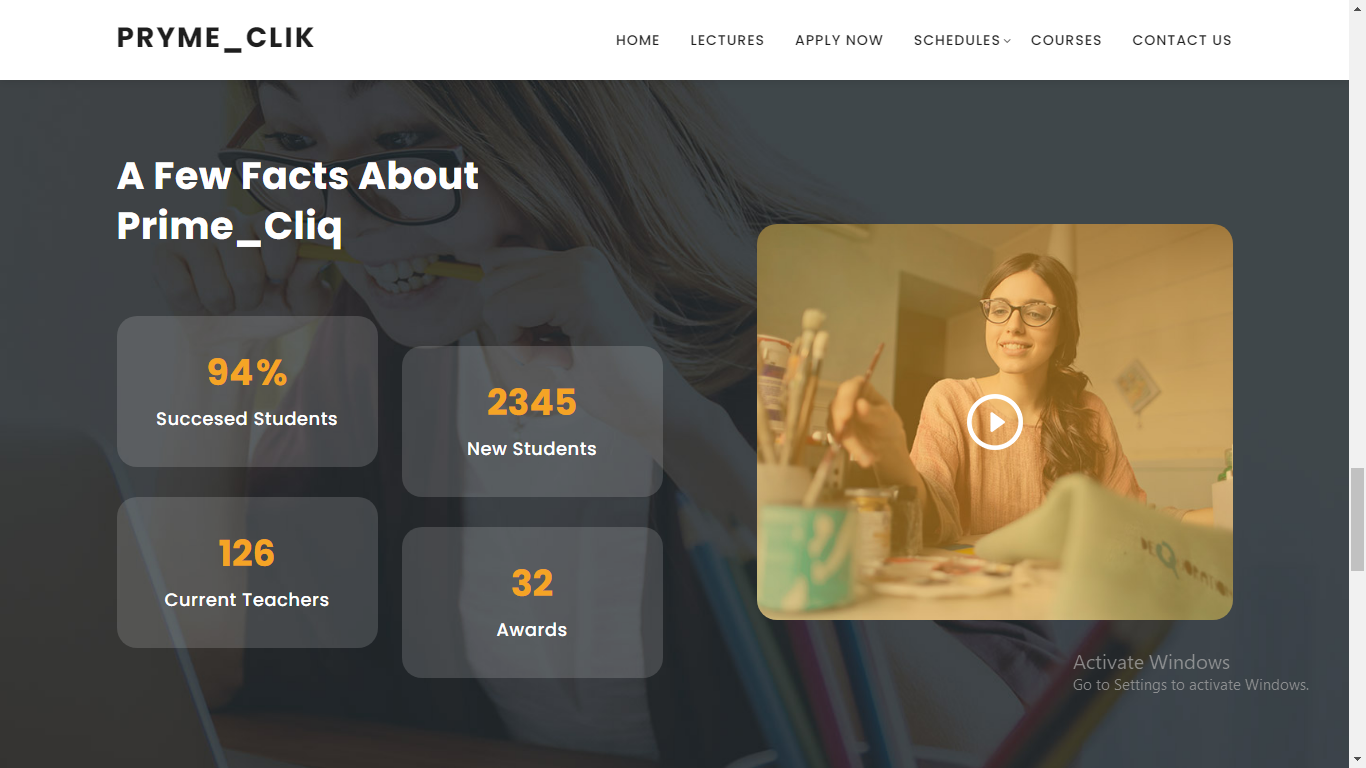 PRYME_CLIK
HOME LECTURES APPLY NOW SCHEDULES COURSES CONTACT US
A Few Facts About
Prime_Cliq
94%
Succesed Students
2345
New Students
126
Current Teachers
32
Awards
Activate Windows
Go to Settings to activate Windows.